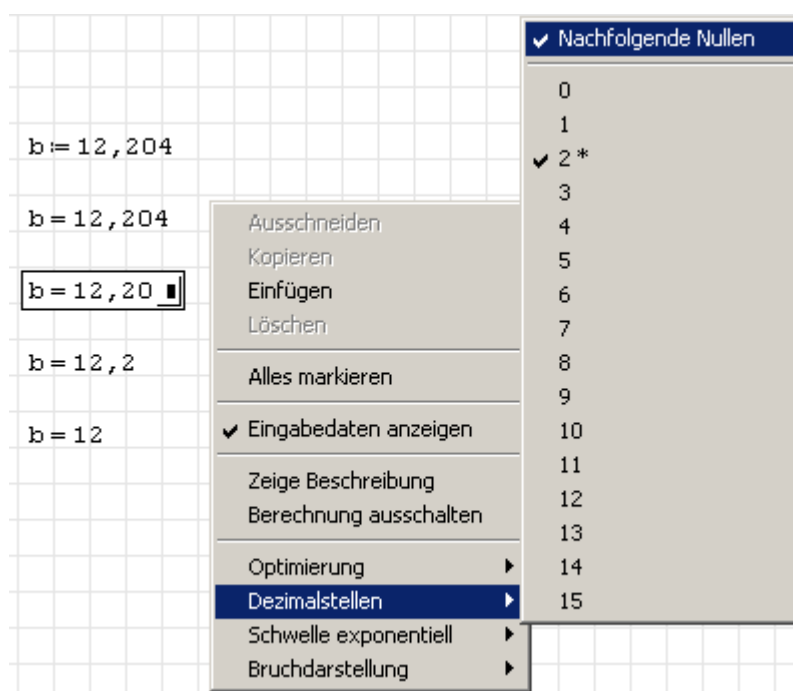 b≔12,204
b=12,204
b=12,20
b=12,2
b=12
Ausschneiden
Kopieren
Einfügen
Löschen
Alles markieren
Eingabedaten anzeigen
Zeige Beschreibung
Berechnung ausschalten
Optimierung
Dezimalstellen
Schwelle exponentiell
Bruchdarstellung
Nachfolgende Nullen
0
1
2 *
3
4
5
6
7
8
9
10
11
12
13
14
15